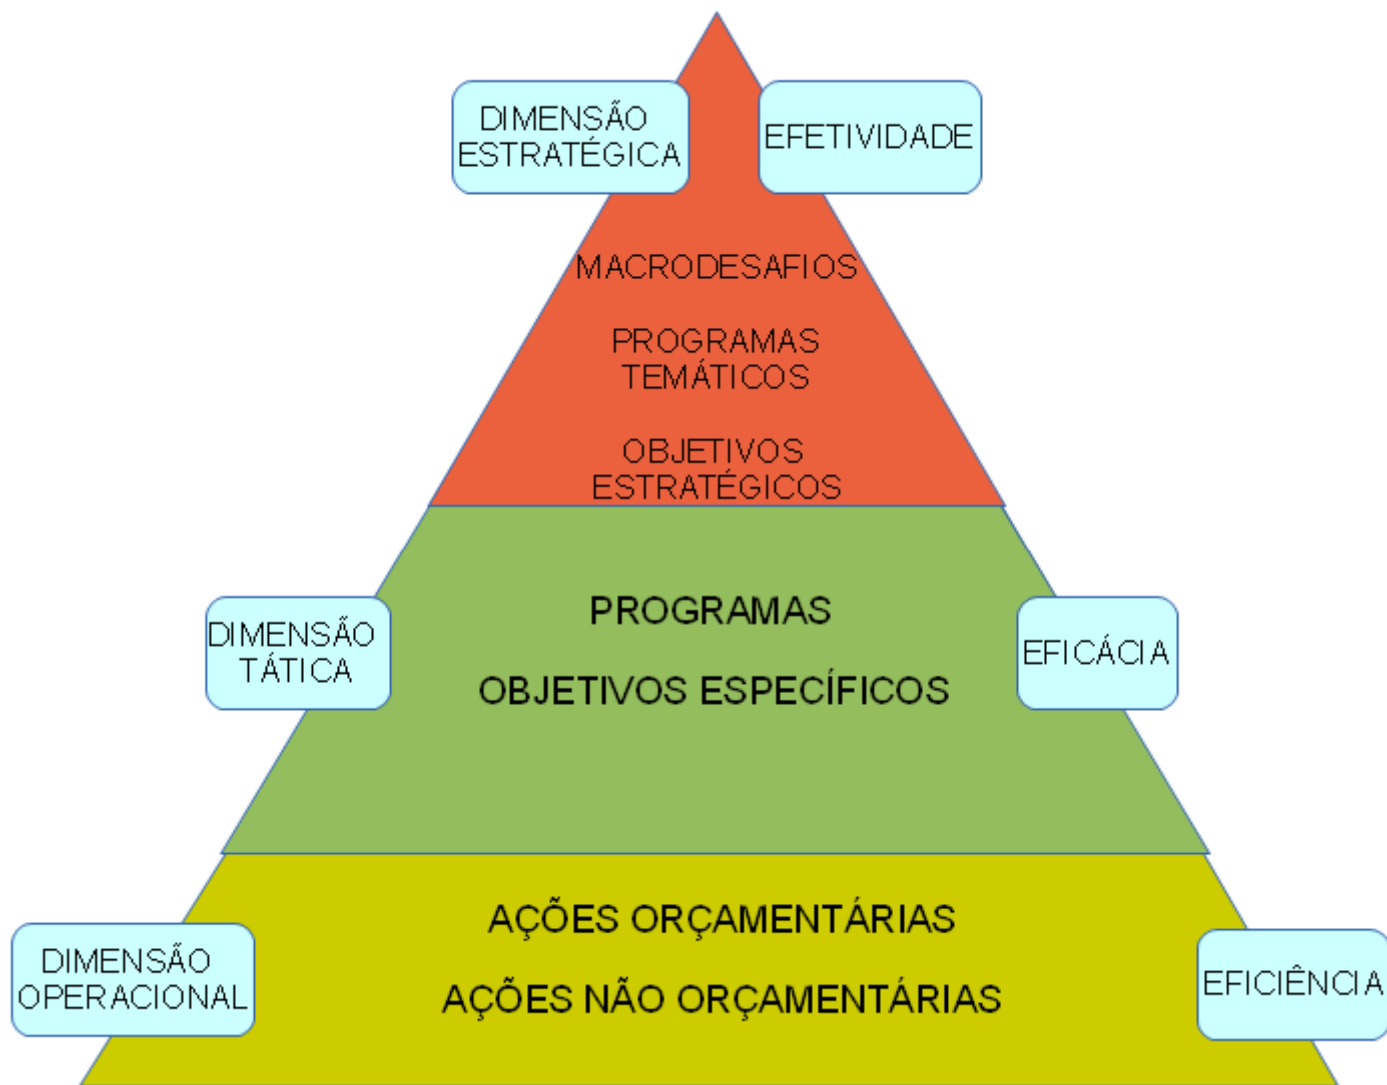 DIMENSÃO
ESTRATÉGICA
EFETIVIDADE
MACRODESAFIOS
PROGRAMAS
TEMÁTICOS
OBJETIVOS
ESTRATÉGICOS
DIMENSÃO
TÁTICA
PROGRAMAS
OBJETIVOS ESPECÍFICOS
EFICÁCIA
DIMENSÃO
OPERACIONAL
AÇÕES ORÇAMENTÁRIAS
AÇÕES NÃO ORÇAMENTÁRIAS
EFICIÊNCIA